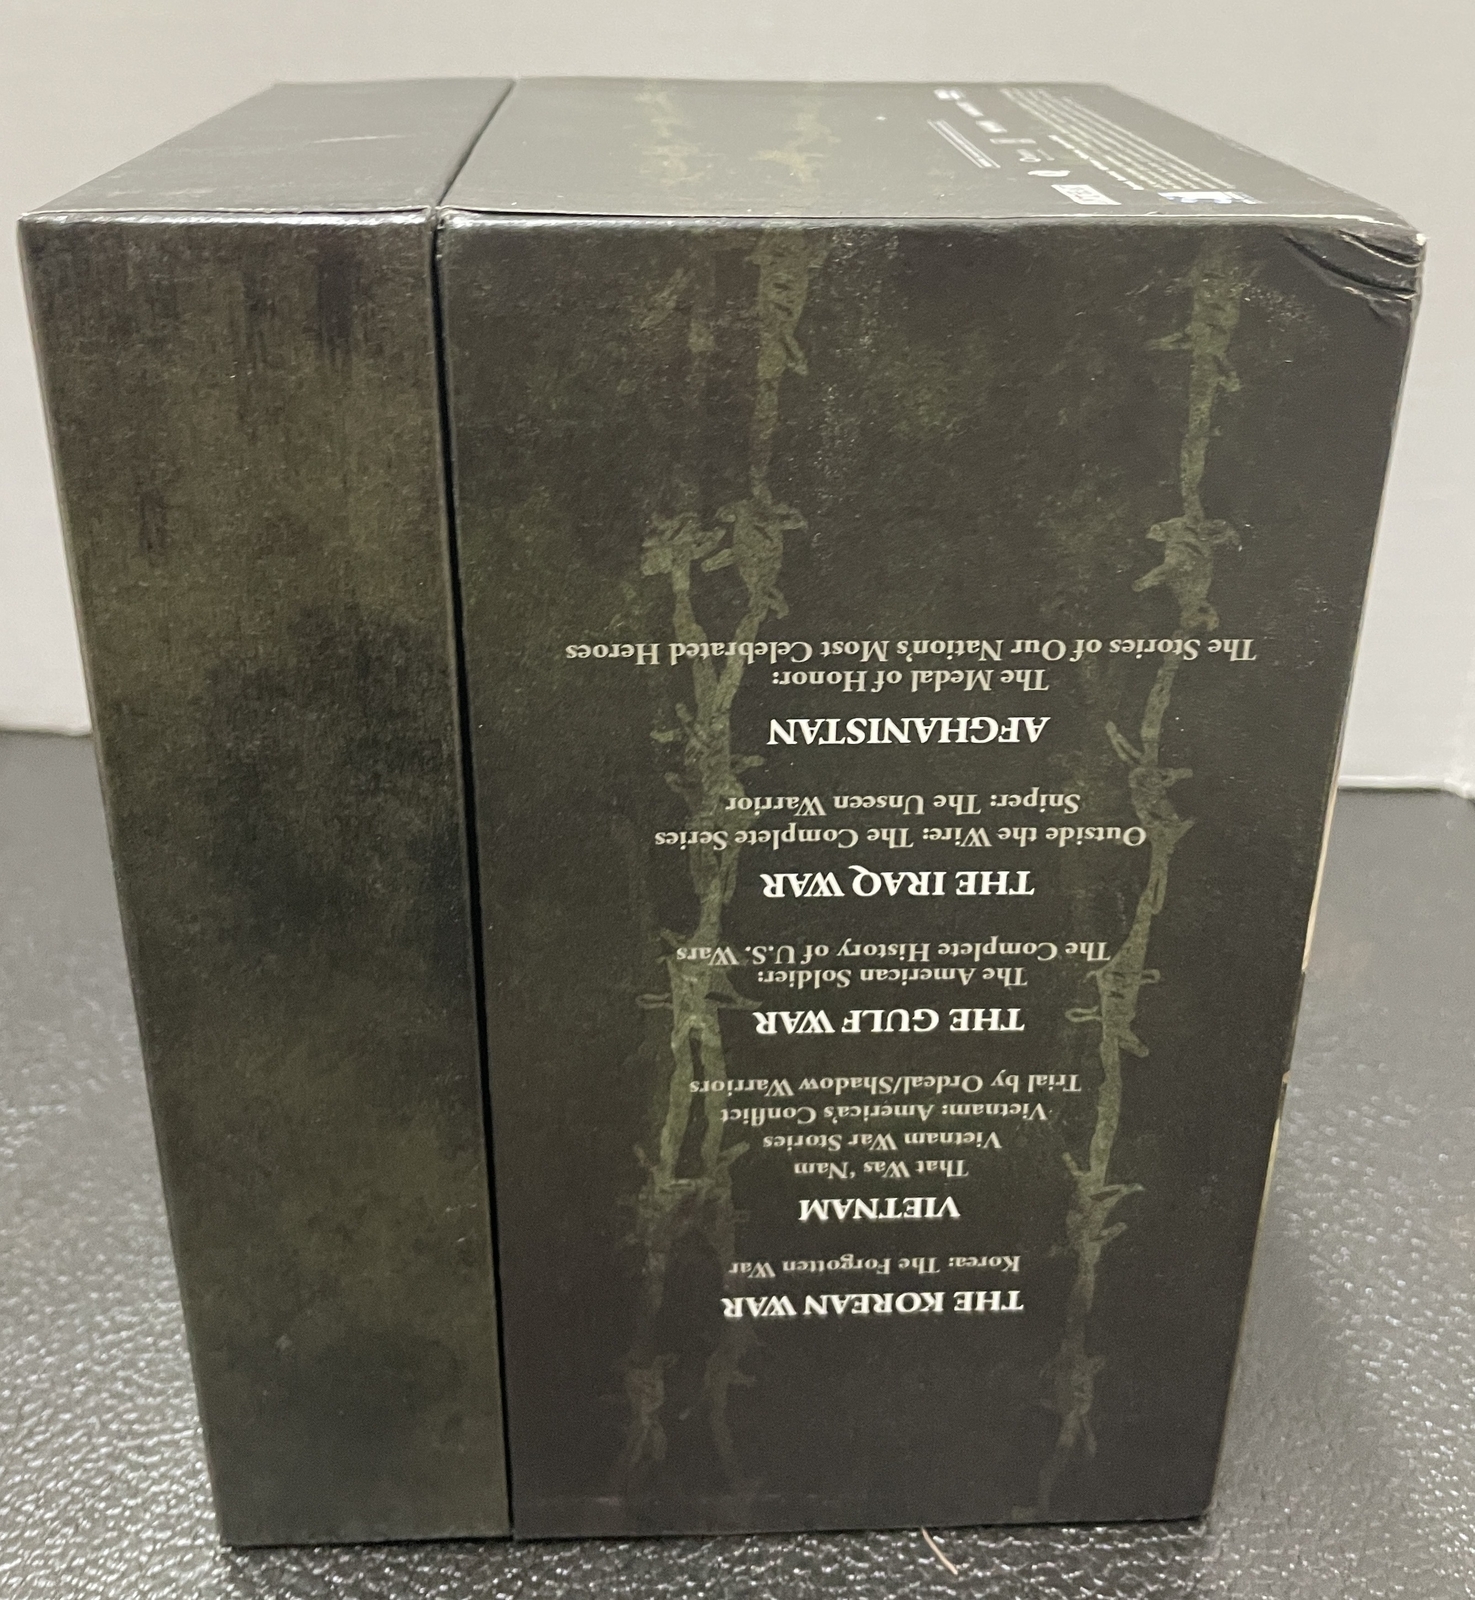 THE KOREAN WAR
Korea: The Forgotten War
VIETNAM
That Was 'Nam
Vietnam War Stories
Vietnam: America's Conflict
Trial by Ordeal/Shadow Warriors
THE GULF WAR
The American Soldier:
The Complete History of U.S. Wars
THE IRAQ WAR
Outside the Wire: The Complete Series
Sniper: The Unseen Warrior
AFGHANISTAN
The Medal of Honor:
The Stories of Our Nation's Most Celebrated Heroes